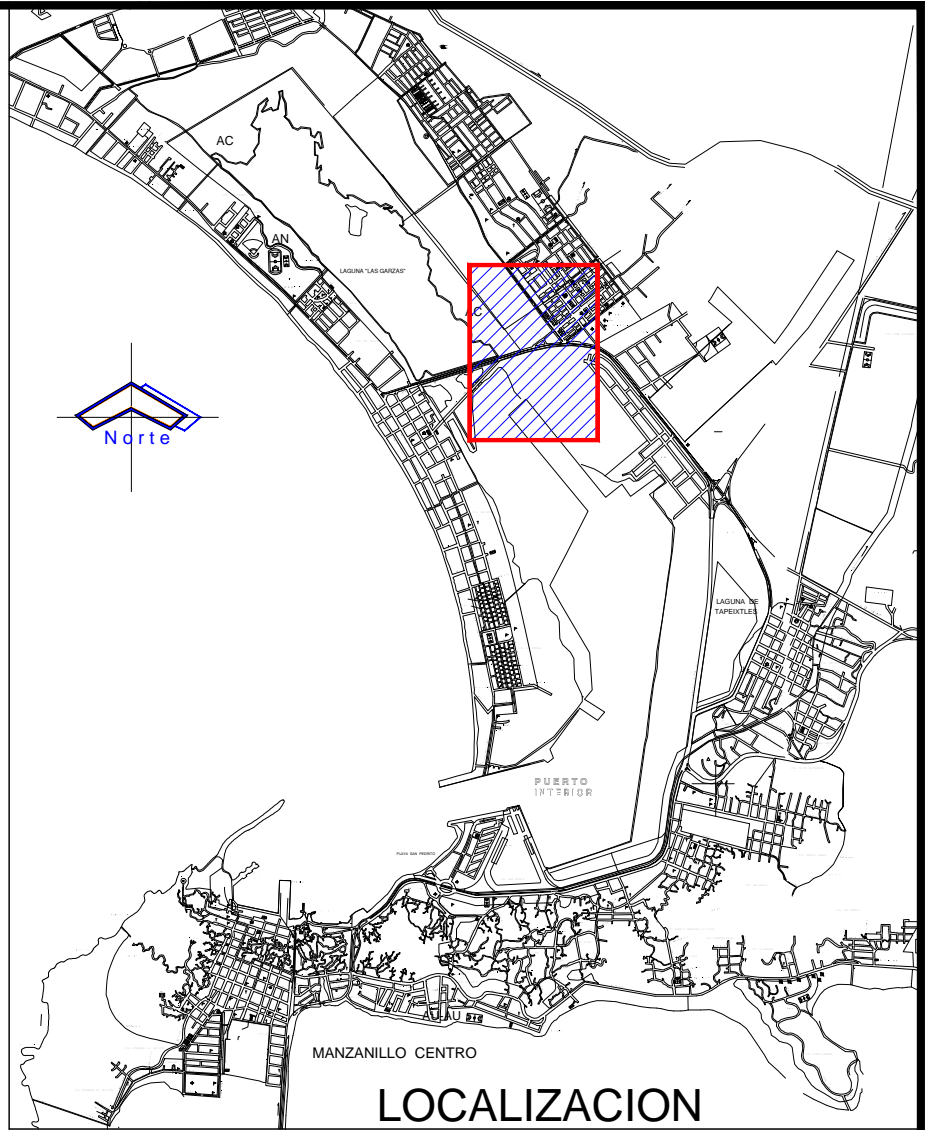 AC
AN
LAGUNA "LAS GARZAS"
AC
Norte
LAGUNA DE
TAPEIXTLES
PUERTO
INTERIOR
PLAYA SAN PEDRITO
MANZANILLO CENTRO
LOCALIZACION